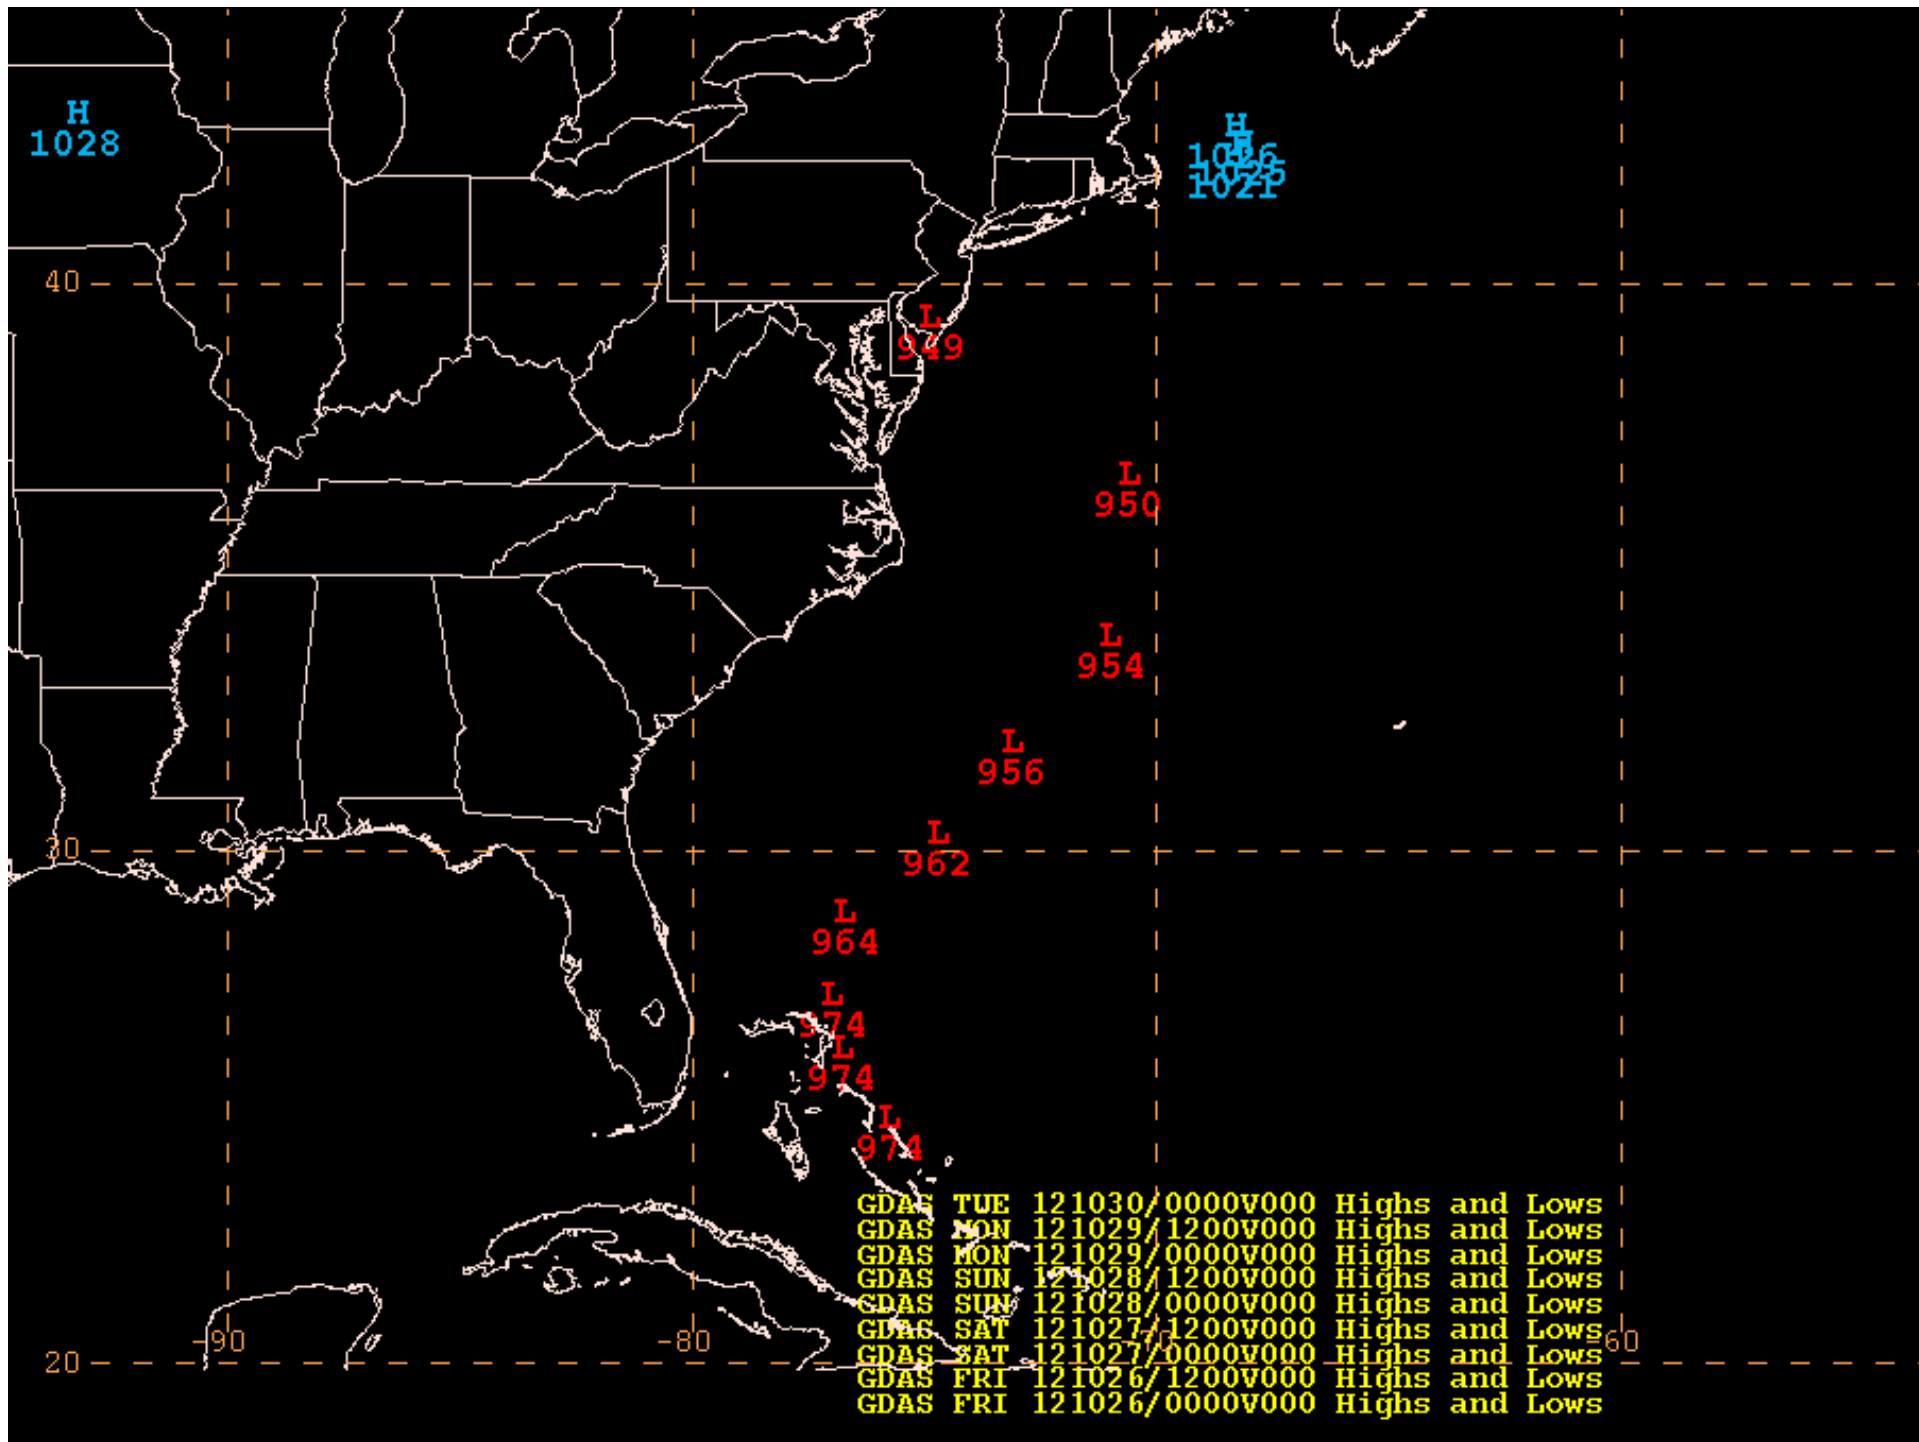 H
1028
H
H
1026
1025
1021
40
L
949
L
950
L
954
L
956
30
L
962
L
964
L
974
L
974
L
974
GDAS TUE 121030/0000V000 Highs and Lows
GDAS MON 121029/1200V000 Highs and Lows
GDAS MON 121029/0000V000 Highs and Lows
GDAS SUN 121028/1200V000 Highs and Lows
GDAS SUN 121028/0000V000 Highs and Lows
GDAS SAT 121027/1200V000 Highs and Lows
GDAS SAT 121027/0000V000 Highs and Lows
GDAS FRI 121026/1200V000 Highs and Lows
GDAS FRI 121026/0000V000 Highs and Lows
-90
-80
-70
-60
20